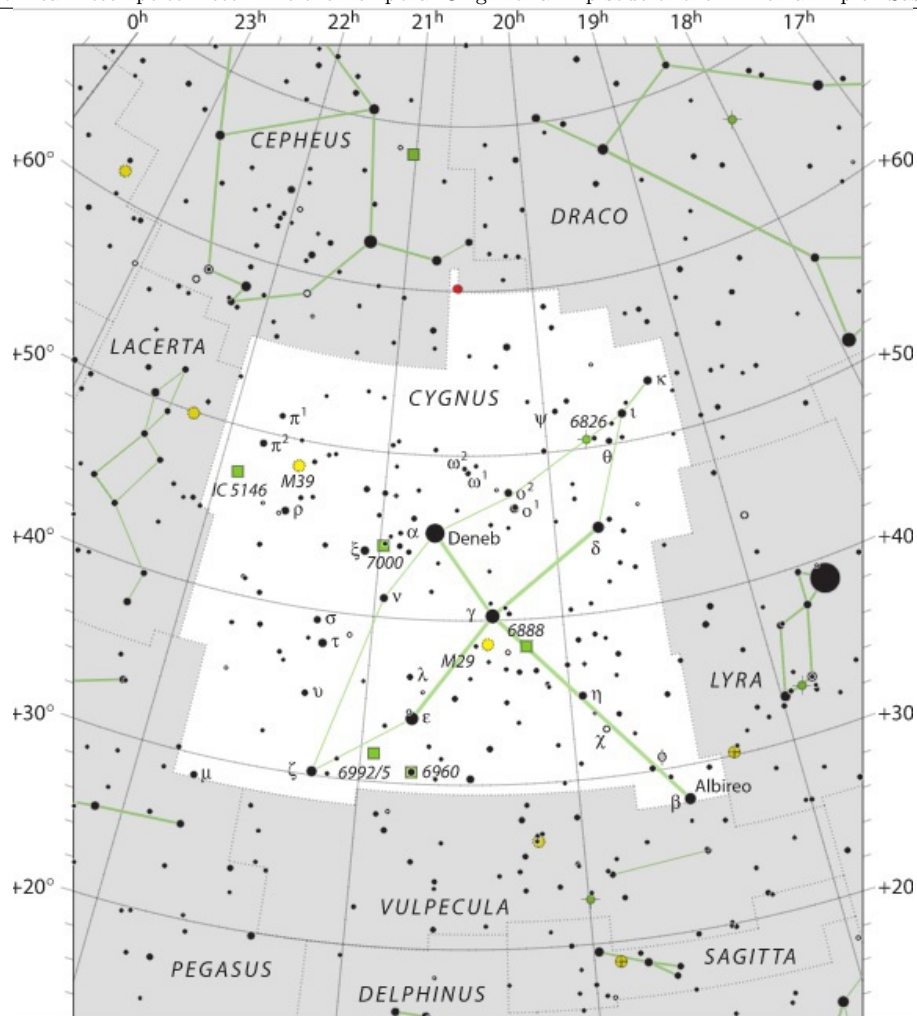 0h 23h 22h 21h 20h 19h 18h 17h
CEPHEUS
+60° +60
DRACO
+50° +50
LACERTA
CYGNUS
κ
ι
ψ 6826
π¹
π²
θ
ω²
ω¹
IC 5146 M39
ο²
ο¹
ρ
+40° +40
α Deneb
δ
ξ 7000
ν
γ
6888
σ
τ
M29
LYRA
λ
υ
η
+30° +30
ε
χ
φ
ζ 6992/5 6960
μ
Albireo
β
+20° +20
VULPECULA
SAGITTA
PEGASUS
DELPHINUS